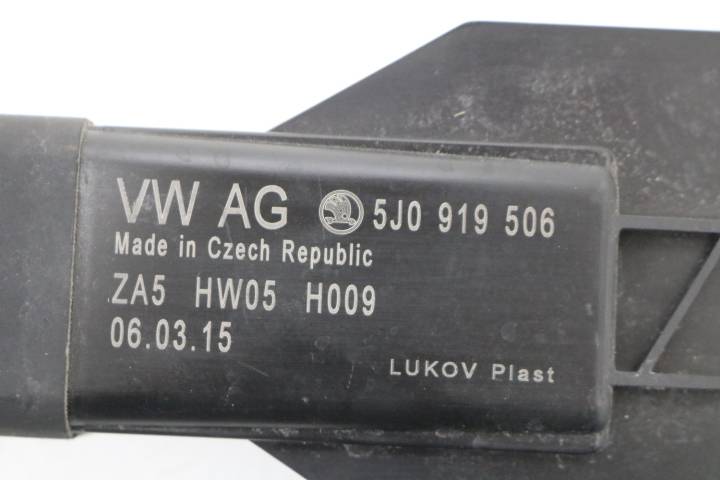 VW AG 5J0 919 506
Made in Czech Republic
ZA5 HW05 H009
06.03.15
LUKOV Plast